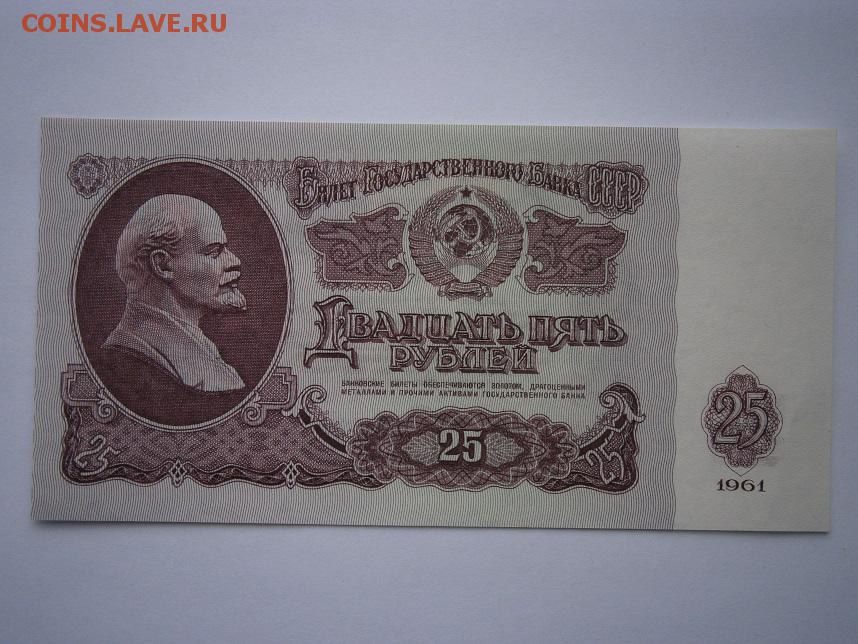 COINS.LAVE.RU
Билет Государственного Банка СССР
Двадцать пять
рублей
БАНКОВСКИЕ БИЛЕТЫ ОБЕСПЕЧИВАЮТСЯ ЗОЛОТОМ, ДРАГОЦЕННЫМИ
МЕТАЛЛАМИ И ПРОЧИМИ АКТИВАМИ ГОСУДАРСТВЕННОГО БАНКА
25
25
25
25
1961